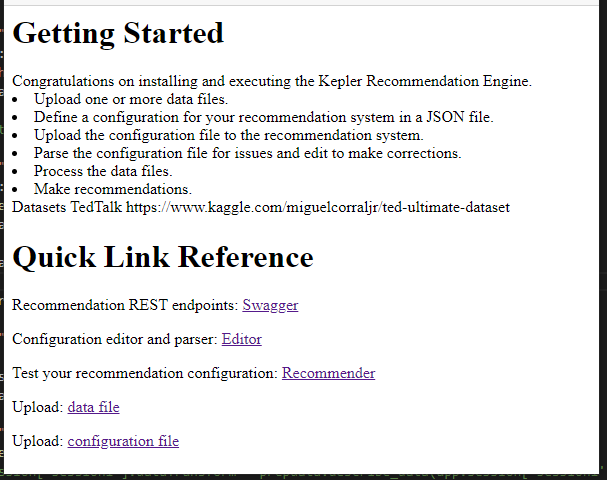 Getting Started
Congratulations on installing and executing the Kepler Recommendation Engine.
• Upload one or more data files.
• Define a configuration for your recommendation system in a JSON file.
• Upload the configuration file to the recommendation system.
• Parse the configuration file for issues and edit to make corrections.
• Process the data files.
• Make recommendations.
Datasets TedTalk https://www.kaggle.com/miguelcorraljr/ted-ultimate-dataset
Quick Link Reference
Recommendation REST endpoints: Swagger
Configuration editor and parser: Editor
Test your recommendation configuration: Recommender
Upload: data file
Upload: configuration file